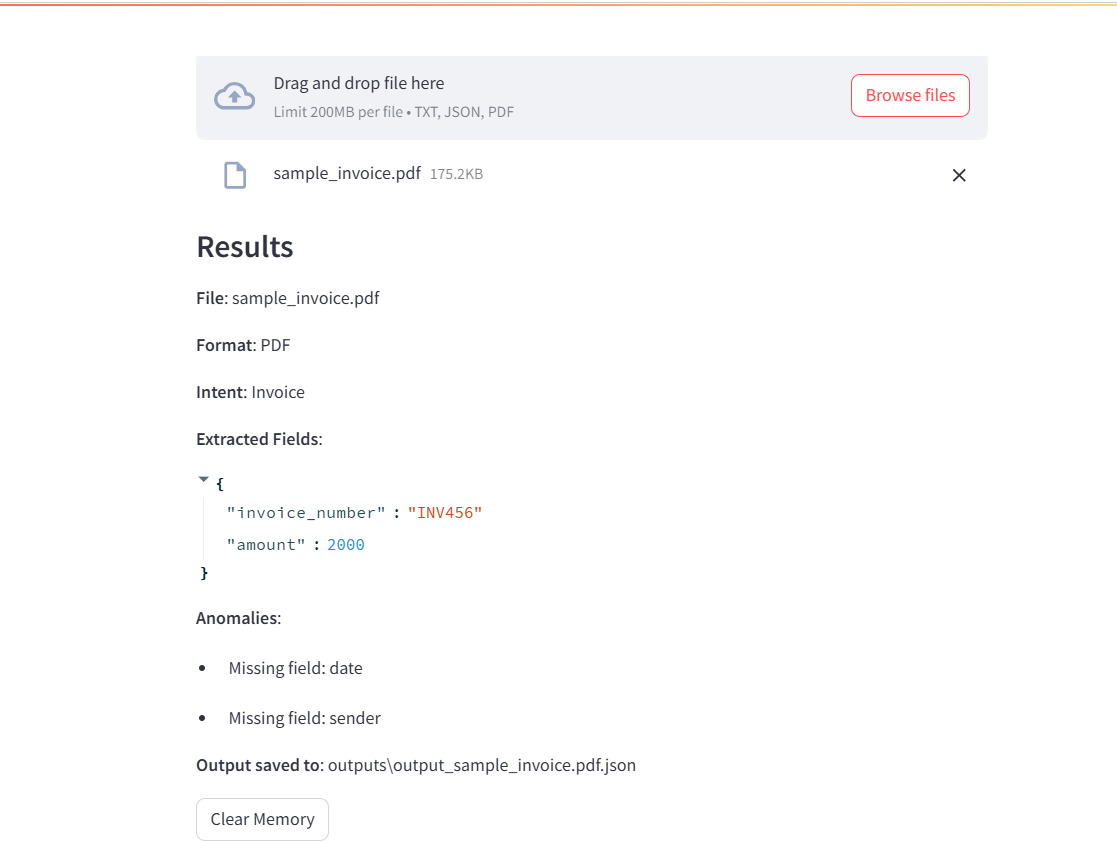 Drag and drop file here
Limit 200MB per file • TXT, JSON, PDF
Browse files
sample_invoice.pdf 175.2KB
Results
File: sample_invoice.pdf
Format: PDF
Intent: Invoice
Extracted Fields:
{
"invoice_number" : "INV456"
"amount" : 2000
}
Anomalies:
• Missing field: date
• Missing field: sender
Output saved to: outputs\output_sample_invoice.pdf.json
Clear Memory